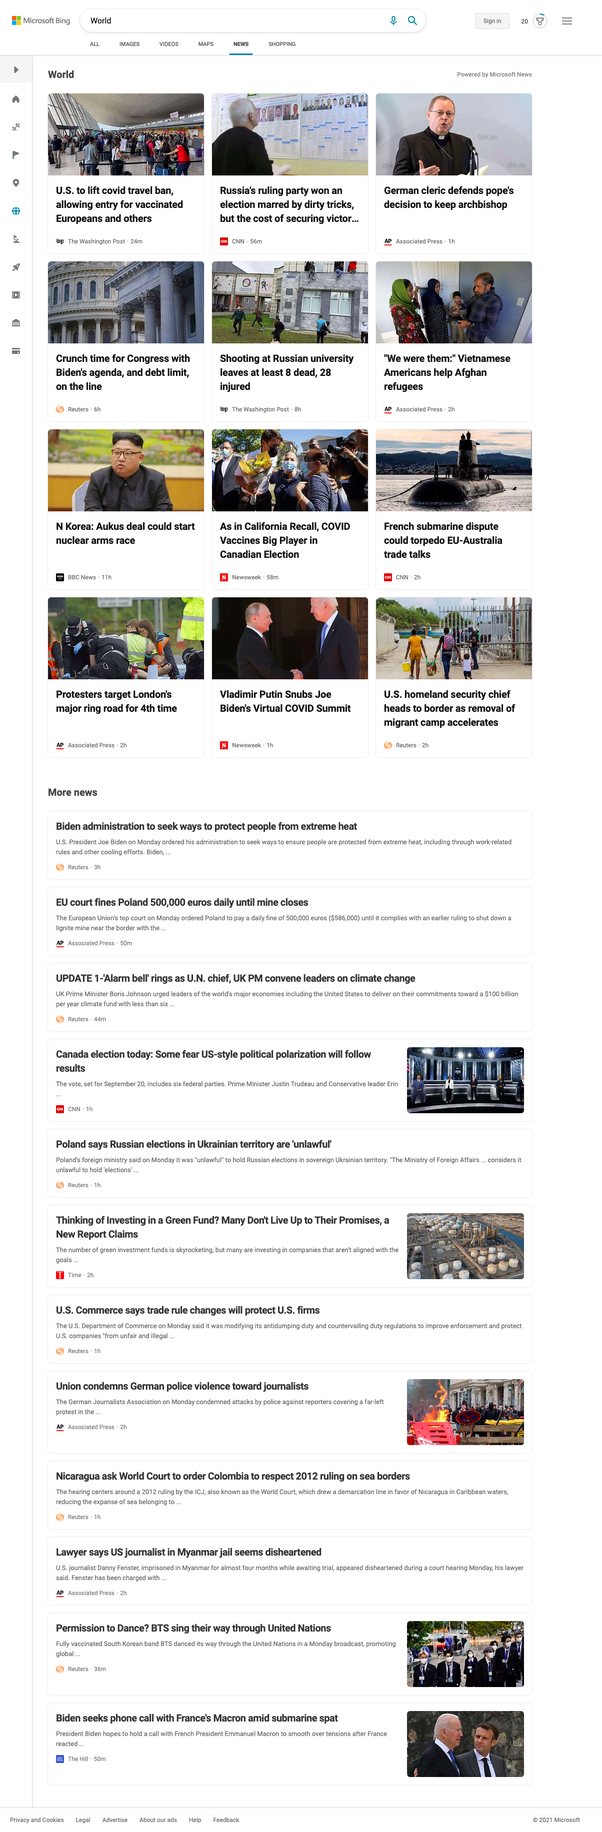 Microsoft Bing
World
Sign in
20
ALL IMAGES VIDEOS MAPS NEWS SHOPPING
World
Powered by Microsoft News
U.S. to lift covid travel ban,
allowing entry for vaccinated
Europeans and others
wp The Washington Post · 24m
Russia's ruling party won an
election marred by dirty tricks,
but the cost of securing victor...
CNN CNN · 56m
German cleric defends pope's
decision to keep archbishop
AP Associated Press · 1h
Crunch time for Congress with
Biden's agenda, and debt limit,
on the line
Reuters · 6h
Shooting at Russian university
leaves at least 8 dead, 28
injured
wp The Washington Post · 8h
"We were them:" Vietnamese
Americans help Afghan
refugees
AP Associated Press · 2h
N Korea: Aukus deal could start
nuclear arms race
BBC News · 11h
As in California Recall, COVID
Vaccines Big Player in
Canadian Election
N Newsweek · 58m
French submarine dispute
could torpedo EU-Australia
trade talks
CNN CNN · 2h
Protesters target London's
major ring road for 4th time
AP Associated Press · 2h
Vladimir Putin Snubs Joe
Biden's Virtual COVID Summit
N Newsweek · 1h
U.S. homeland security chief
heads to border as removal of
migrant camp accelerates
Reuters · 2h
More news
Biden administration to seek ways to protect people from extreme heat
U.S. President Joe Biden on Monday ordered his administration to seek ways to ensure people are protected from extreme heat, including through work-related
rules and other cooling efforts. Biden, ...
Reuters · 3h
EU court fines Poland 500,000 euros daily until mine closes
The European Union's top court on Monday ordered Poland to pay a daily fine of 500,000 euros ($586,000) until it complies with an earlier ruling to shut down a
lignite mine near the border with the ...
AP Associated Press · 50m
UPDATE 1-'Alarm bell' rings as U.N. chief, UK PM convene leaders on climate change
UK Prime Minister Boris Johnson urged leaders of the world's major economies including the United States to deliver on their commitments toward a $100 billion
per year climate fund with less than six ...
Reuters · 44m
Canada election today: Some fear US-style political polarization will follow
results
The vote, set for September 20, includes six federal parties. Prime Minister Justin Trudeau and Conservative leader Erin
...
CNN CNN · 1h
Poland says Russian elections in Ukrainian territory are 'unlawful'
Poland's foreign ministry said on Monday it was "unlawful" to hold Russian elections in sovereign Ukrainian territory. "The Ministry of Foreign Affairs ... considers it
unlawful to hold 'elections' ...
Reuters · 1h
Thinking of Investing in a Green Fund? Many Don't Live Up to Their Promises, a
New Report Claims
The number of green investment funds is skyrocketing, but many are investing in companies that aren't aligned with the
goals ...
T Time · 2h
U.S. Commerce says trade rule changes will protect U.S. firms
The U.S. Department of Commerce on Monday said it was modifying its antidumping duty and countervailing duty regulations to improve enforcement and protect
U.S. companies "from unfair and illegal ...
Reuters · 1h
Union condemns German police violence toward journalists
The German Journalists Association on Monday condemned attacks by police against reporters covering a far-left
protest in the ...
AP Associated Press · 2h
Nicaragua ask World Court to order Colombia to respect 2012 ruling on sea borders
The hearing centers around a 2012 ruling by the ICJ, also known as the World Court, which drew a demarcation line in favor of Nicaragua in Caribbean waters,
reducing the expanse of sea belonging to ...
Reuters · 1h
Lawyer says US journalist in Myanmar jail seems disheartened
U.S. journalist Danny Fenster, imprisoned in Myanmar for almost four months while awaiting trial, appeared disheartened during a court hearing Monday, his lawyer
said. Fenster has been charged with ...
AP Associated Press · 2h
Permission to Dance? BTS sing their way through United Nations
Fully vaccinated South Korean band BTS danced its way through the United Nations in a Monday broadcast, promoting
global ...
Reuters · 36m
Biden seeks phone call with France's Macron amid submarine spat
President Biden hopes to hold a call with French President Emmanuel Macron to smooth over tensions after France
reacted ...
The Hill · 50m
Privacy and Cookies Legal Advertise About our ads Help Feedback
© 2021 Microsoft